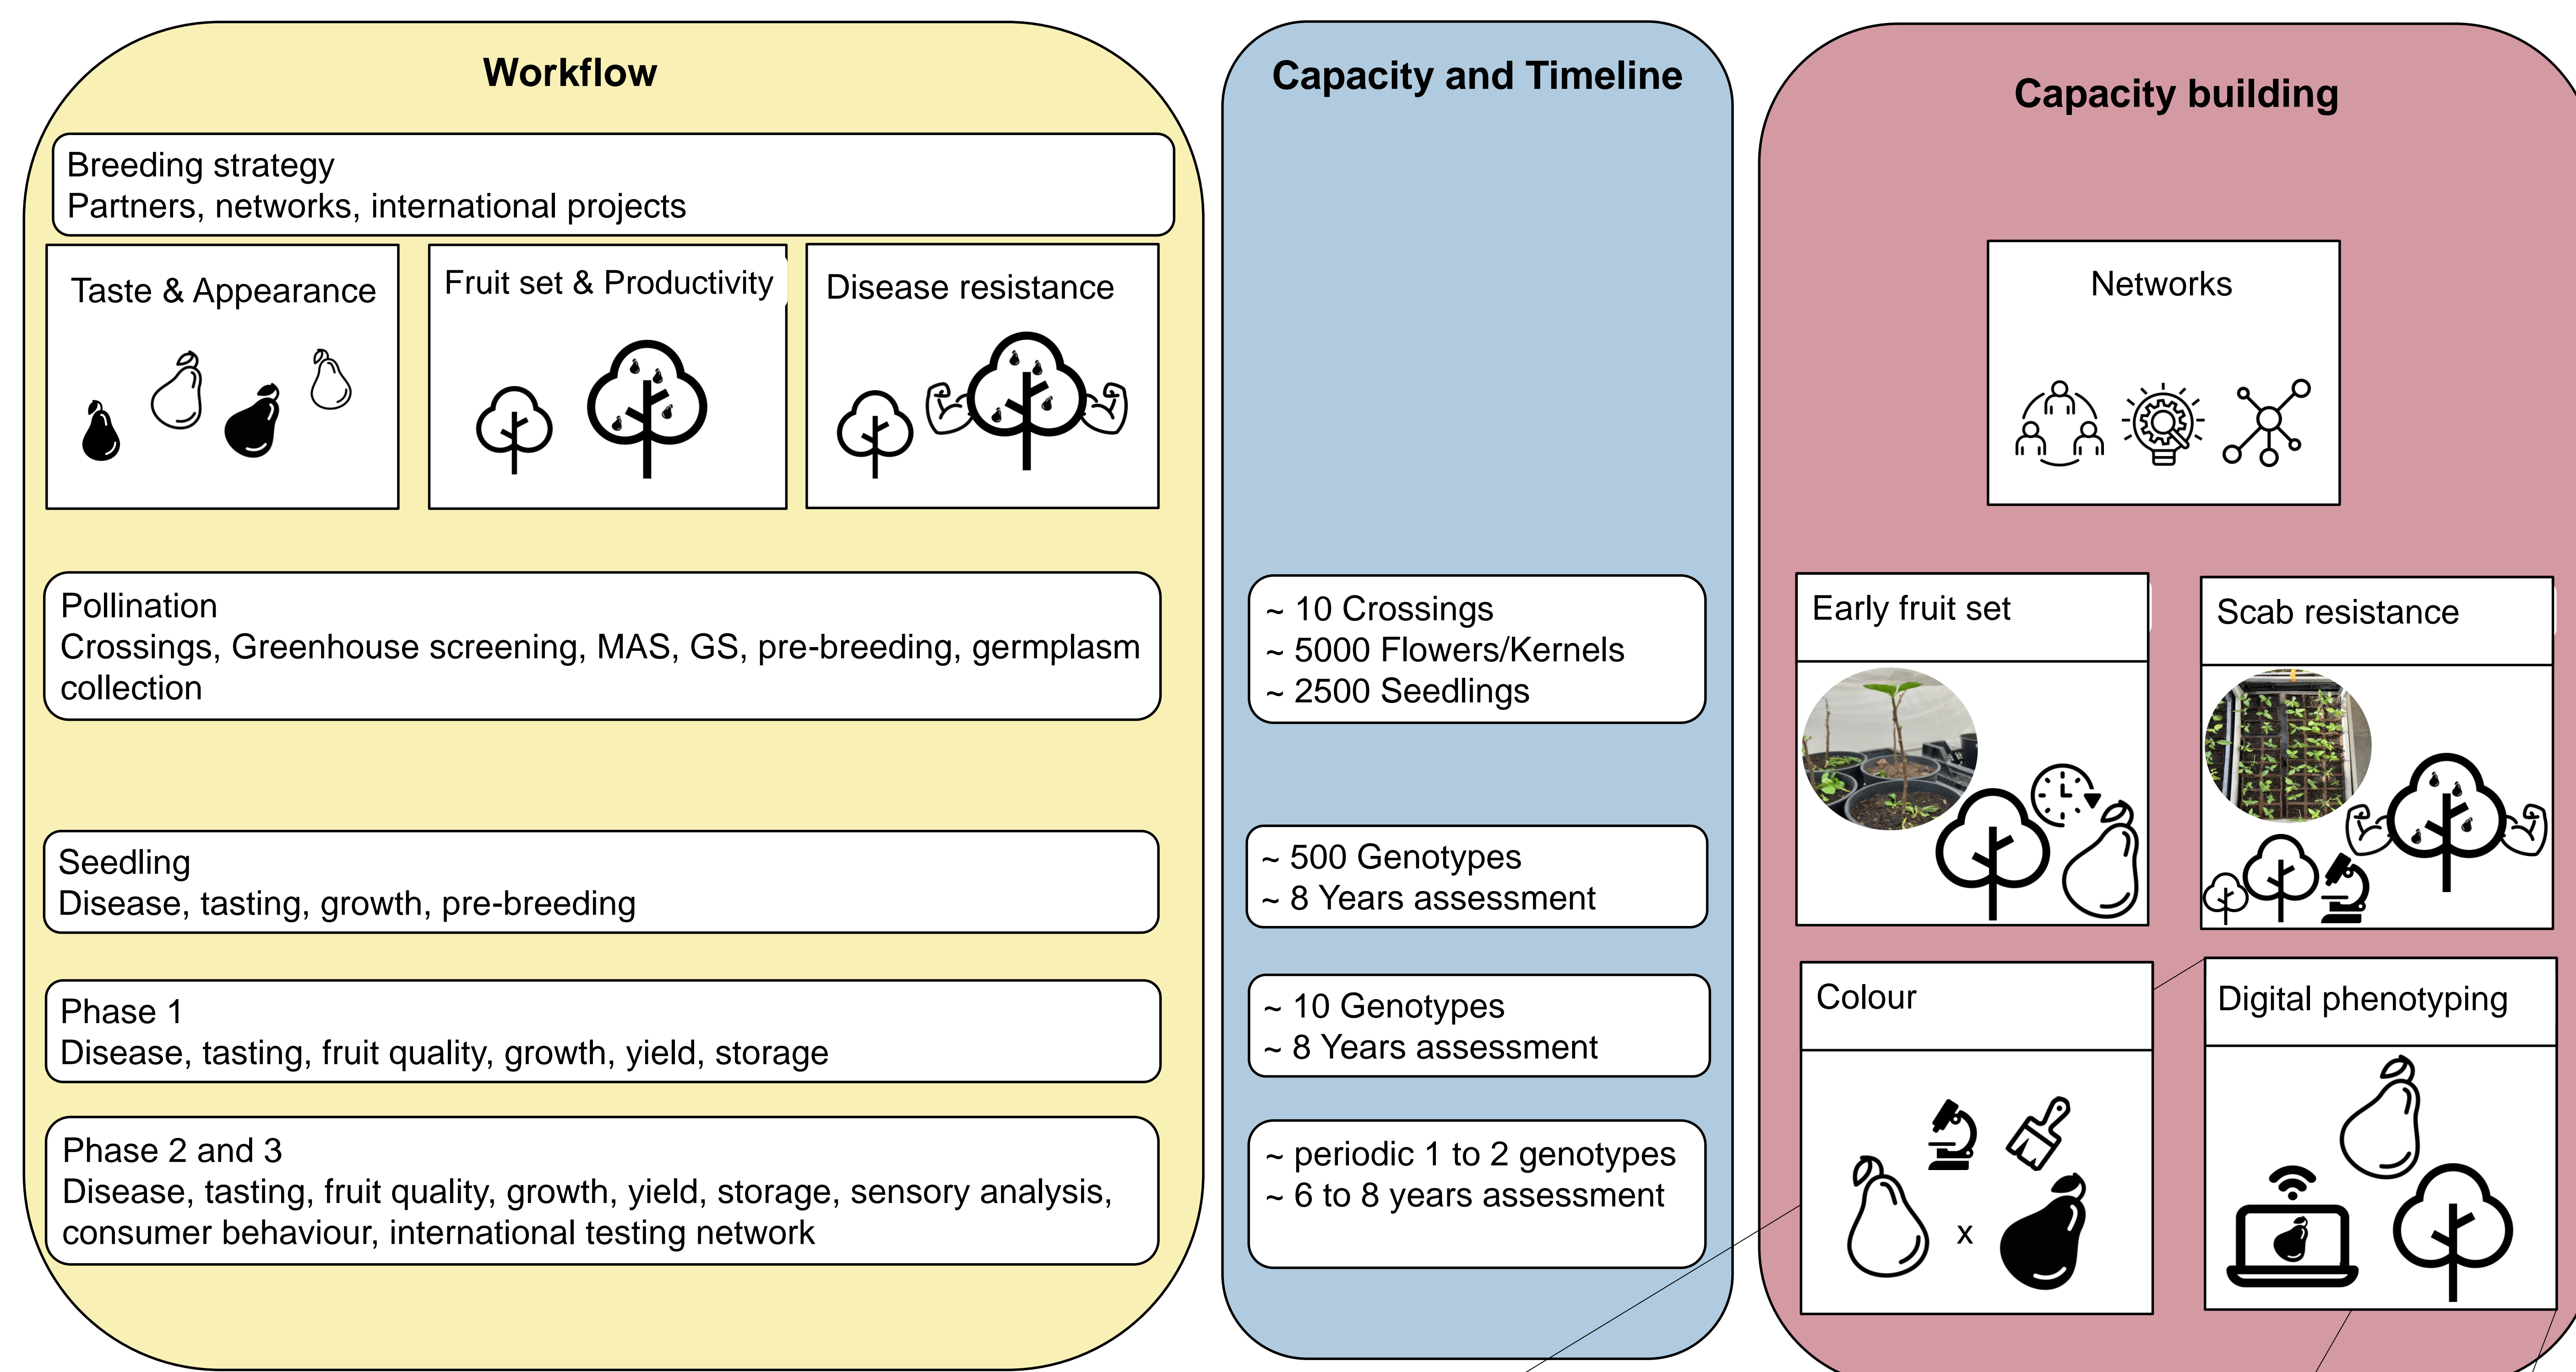 Workflow
Breeding strategy
Partners, networks, international projects
Taste & Appearance
Fruit set & Productivity
Disease resistance
Pollination
Crossings, Greenhouse screening, MAS, GS, pre-breeding, germplasm
collection
Seedling
Disease, tasting, growth, pre-breeding
Phase 1
Disease, tasting, fruit quality, growth, yield, storage
Phase 2 and 3
Disease, tasting, fruit quality, growth, yield, storage, sensory analysis,
consumer behaviour, international testing network
Capacity and Timeline
~ 10 Crossings
~ 5000 Flowers/Kernels
~ 2500 Seedlings
~ 500 Genotypes
~ 8 Years assessment
~ 10 Genotypes
~ 8 Years assessment
~ periodic 1 to 2 genotypes
~ 6 to 8 years assessment
Capacity building
Networks
Early fruit set
Scab resistance
Colour
x
Digital phenotyping